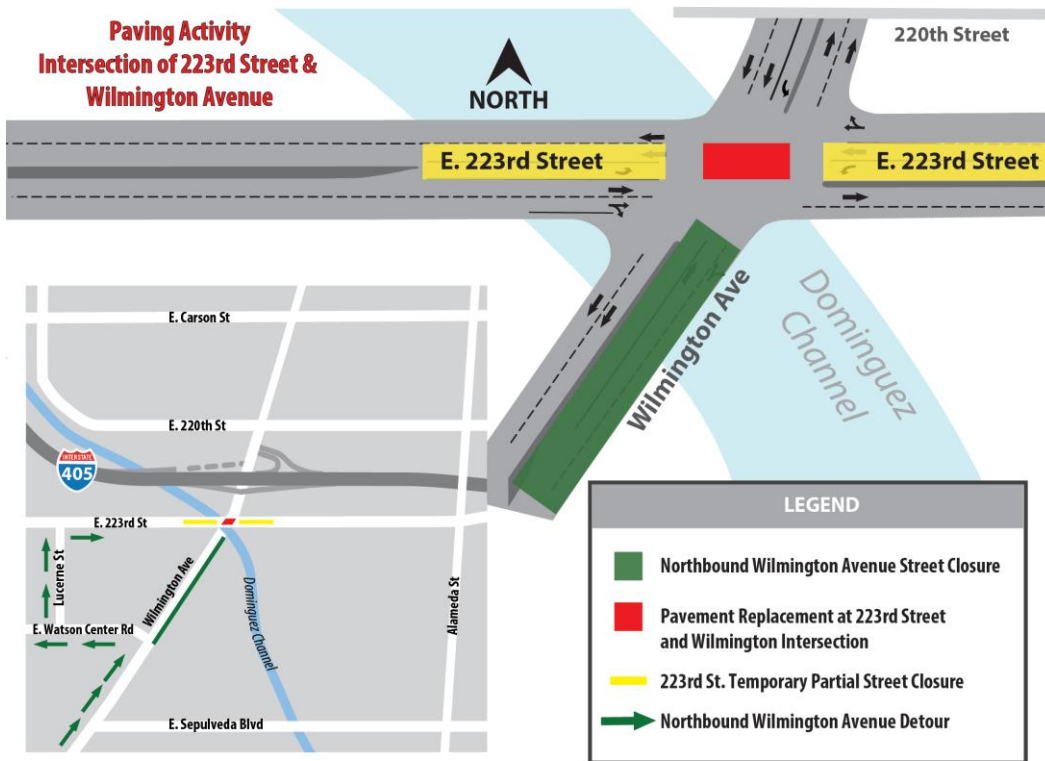 Paving Activity
Intersection of 223rd Street &
Wilmington Avenue
NORTH
220th Street
E. 223rd Street
E. 223rd Street
Wilmington Ave
Dominguez
Channel
E. Carson St
E. 220th St
INTERSTATE
405
E. 223rd St
Lucerne St
Wilmington Ave
E. Watson Center Rd
Dominguez Channel
Alameda St
E. Sepulveda Blvd
LEGEND
Northbound Wilmington Avenue Street Closure
Pavement Replacement at 223rd Street
and Wilmington Intersection
223rd St. Temporary Partial Street Closure
Northbound Wilmington Avenue Detour